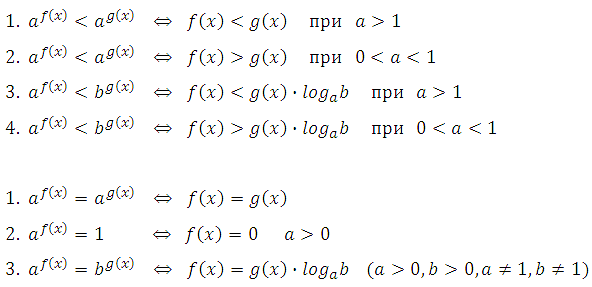 1. a^{f(x)} < a^{g(x)} ⇔ f(x) < g(x) при a > 1
2. a^{f(x)} < a^{g(x)} ⇔ f(x) > g(x) при 0 < a < 1
3. a^{f(x)} < b^{g(x)} ⇔ f(x) < g(x) · log_a b при a > 1
4. a^{f(x)} < b^{g(x)} ⇔ f(x) > g(x) · log_a b при 0 < a < 1
1. a^{f(x)} = a^{g(x)} ⇔ f(x) = g(x)
2. a^{f(x)} = 1 ⇔ f(x) = 0 a > 0
3. a^{f(x)} = b^{g(x)} ⇔ f(x) = g(x) · log_a b (a > 0, b > 0, a ≠ 1, b ≠ 1)